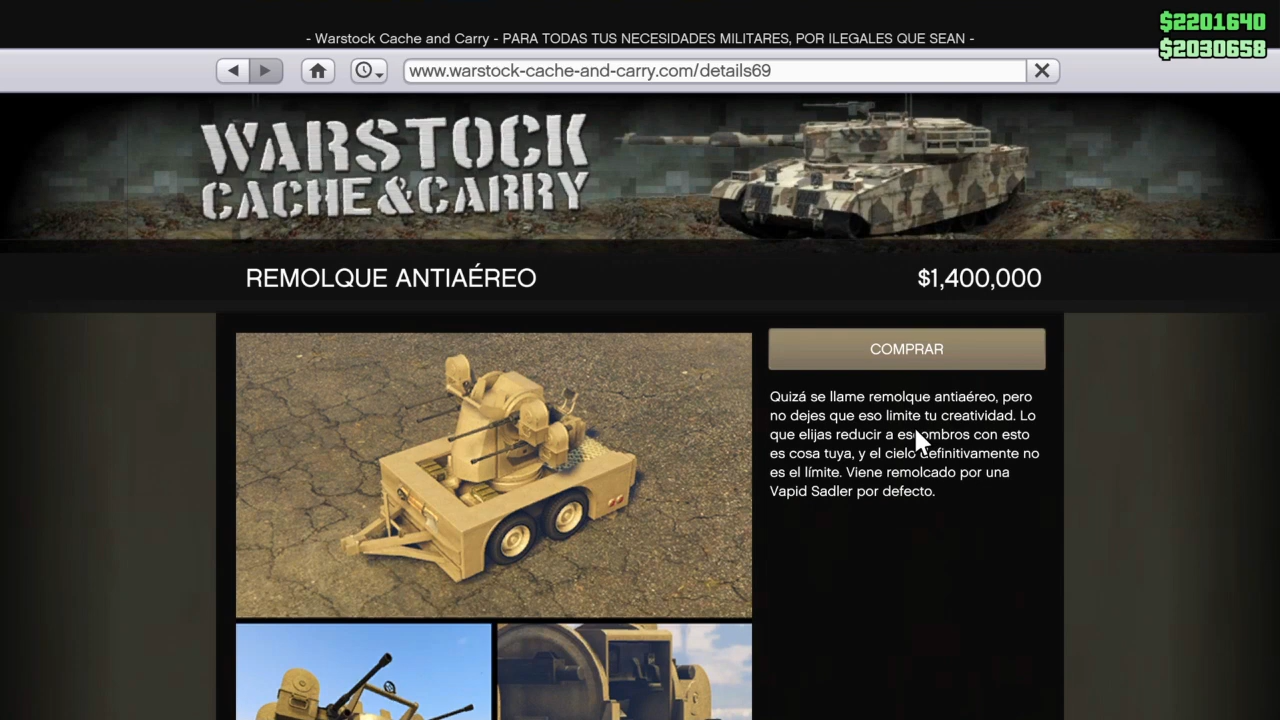 - Warstock Cache and Carry - PARA TODAS TUS NECESIDADES MILITARES, POR ILEGALES QUE SEAN -
$2201640
$2030658
www.warstock-cache-and-carry.com/details69
WARSTOCK
CACHE&CARRY
REMOLQUE ANTIAÉREO
$1,400,000
COMPRAR
Quizá se llame remolque antiaéreo, pero
no dejes que eso limite tu creatividad. Lo
que elijas reducir a escombros con esto
es cosa tuya, y el cielo definitivamente no
es el límite. Viene remolcado por una
Vapid Sadler por defecto.